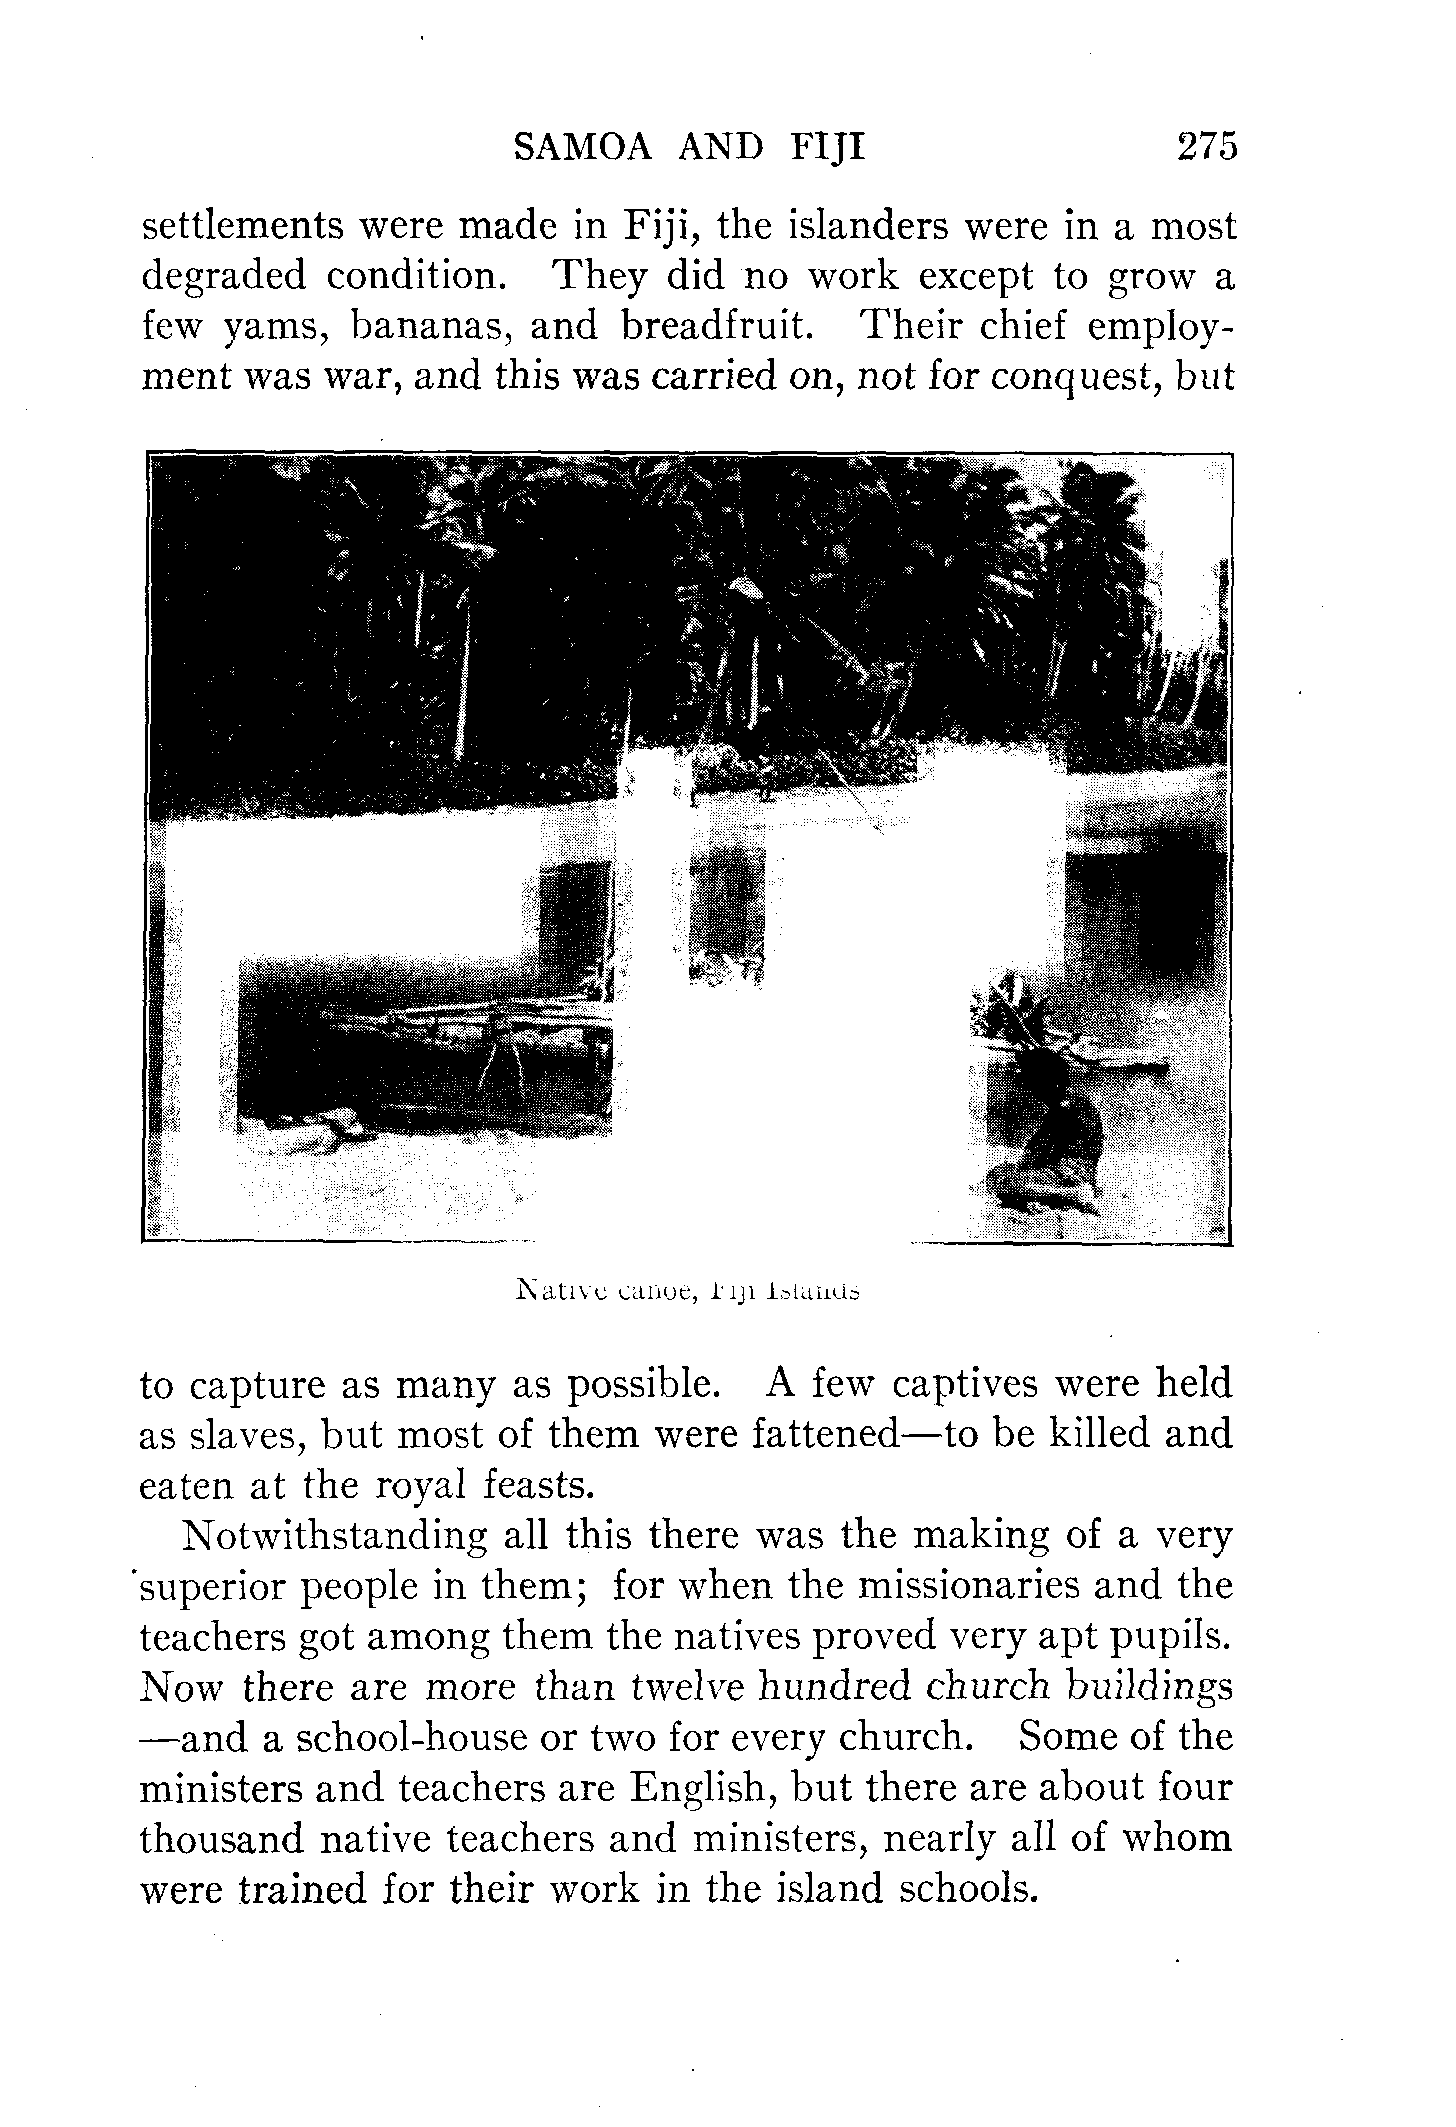 SAMOA AND FIJI 275
settlements were made in Fiji, the islanders were in a most
degraded condition. They did no work except to grow a
few yams, bananas, and breadfruit. Their chief employ-
ment was war, and this was carried on, not for conquest, but
Native canoe, Fiji Islands
to capture as many as possible. A few captives were held
as slaves, but most of them were fattened—to be killed and
eaten at the royal feasts.
Notwithstanding all this there was the making of a very
superior people in them; for when the missionaries and the
teachers got among them the natives proved very apt pupils.
Now there are more than twelve hundred church buildings
—and a school-house or two for every church. Some of the
ministers and teachers are English, but there are about four
thousand native teachers and ministers, nearly all of whom
were trained for their work in the island schools.